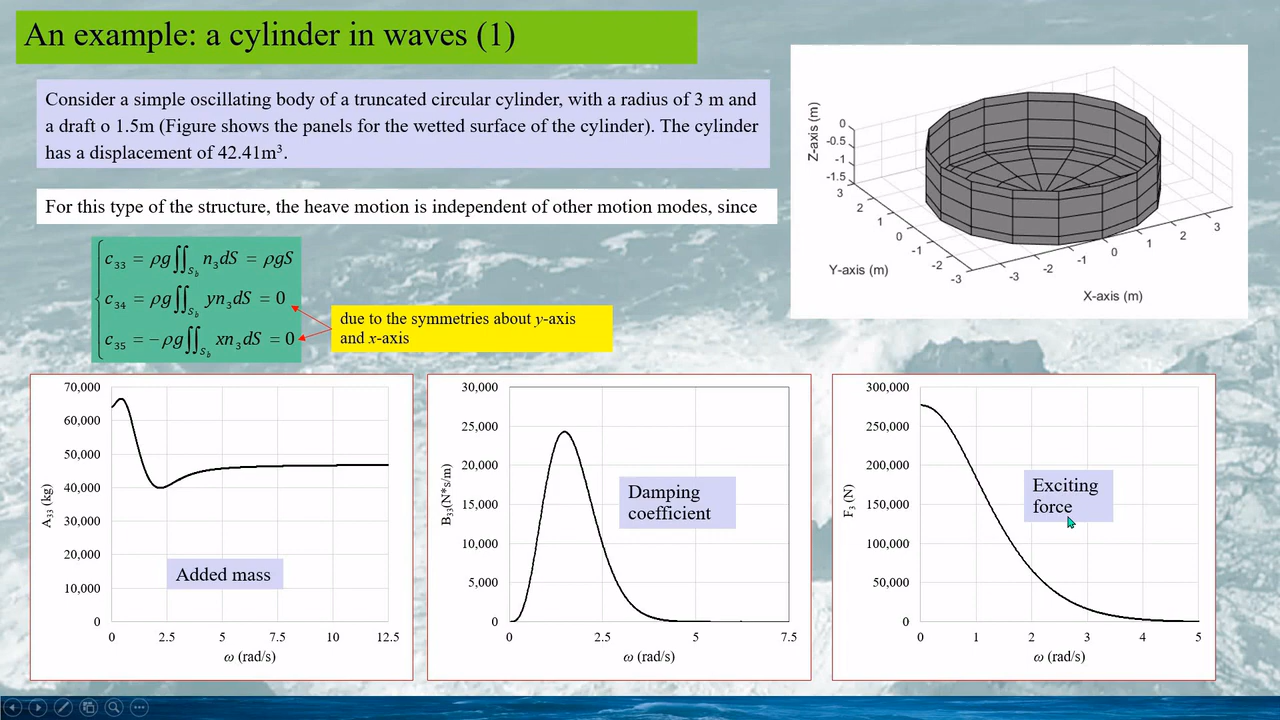 An example: a cylinder in waves (1)
Consider a simple oscillating body of a truncated circular cylinder, with a radius of 3 m and
a draft o 1.5m (Figure shows the panels for the wetted surface of the cylinder). The cylinder
has a displacement of 42.41m³.
For this type of the structure, the heave motion is independent of other motion modes, since
c₃₃ = ρg∬_{S_b} n₃dS = ρgS
c₃₄ = ρg∬_{S_b} yn₃dS = 0
c₃₅ = −ρg∬_{S_b} xn₃dS = 0
due to the symmetries about y-axis
and x-axis
Z-axis (m)
0
-0.5
-1
-1.5
3
2
1
0
-1
-2
-3
Y-axis (m)
-3
-2
-1
0
1
2
3
X-axis (m)
70,000
60,000
50,000
40,000
30,000
20,000
10,000
0
A₃₃ (kg)
Added mass
0 2.5 5 7.5 10 12.5
ω (rad/s)
30,000
25,000
20,000
15,000
10,000
5,000
0
B₃₃(N*s/m)
Damping
coefficient
0 2.5 5 7.5
ω (rad/s)
300,000
250,000
200,000
150,000
100,000
50,000
0
F₃ (N)
Exciting
force
0 1 2 3 4 5
ω (rad/s)